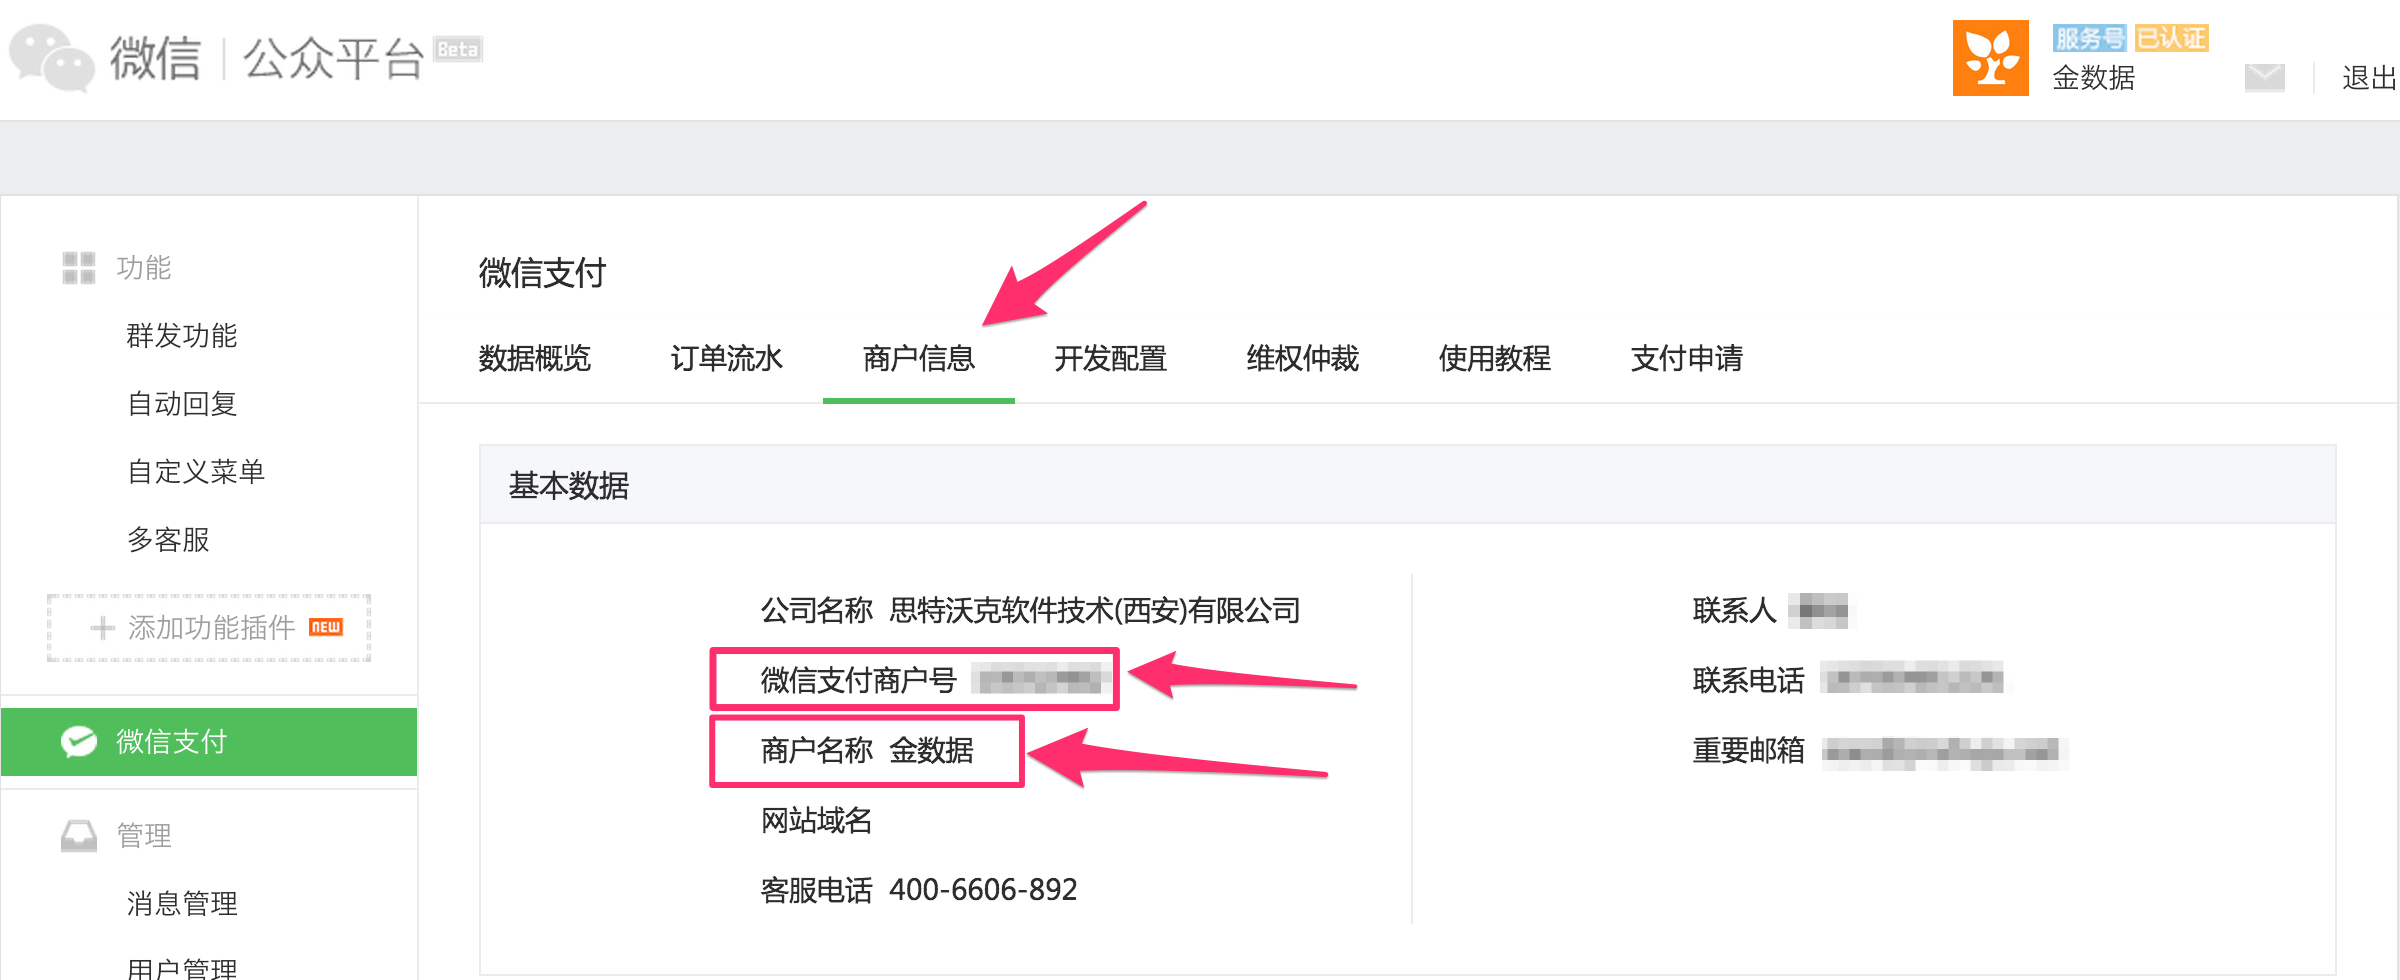 微信 公众平台 Beta
服务号 已认证
金数据
退出
功能
群发功能
自动回复
自定义菜单
多客服
添加功能插件 NEW
微信支付
管理
消息管理
用户管理
微信支付
数据概览 订单流水 商户信息 开发配置 维权仲裁 使用教程 支付申请
基本数据
公司名称 思特沃克软件技术(西安)有限公司
微信支付商户号
商户名称 金数据
网站域名
客服电话 400-6606-892
联系人
联系电话
重要邮箱